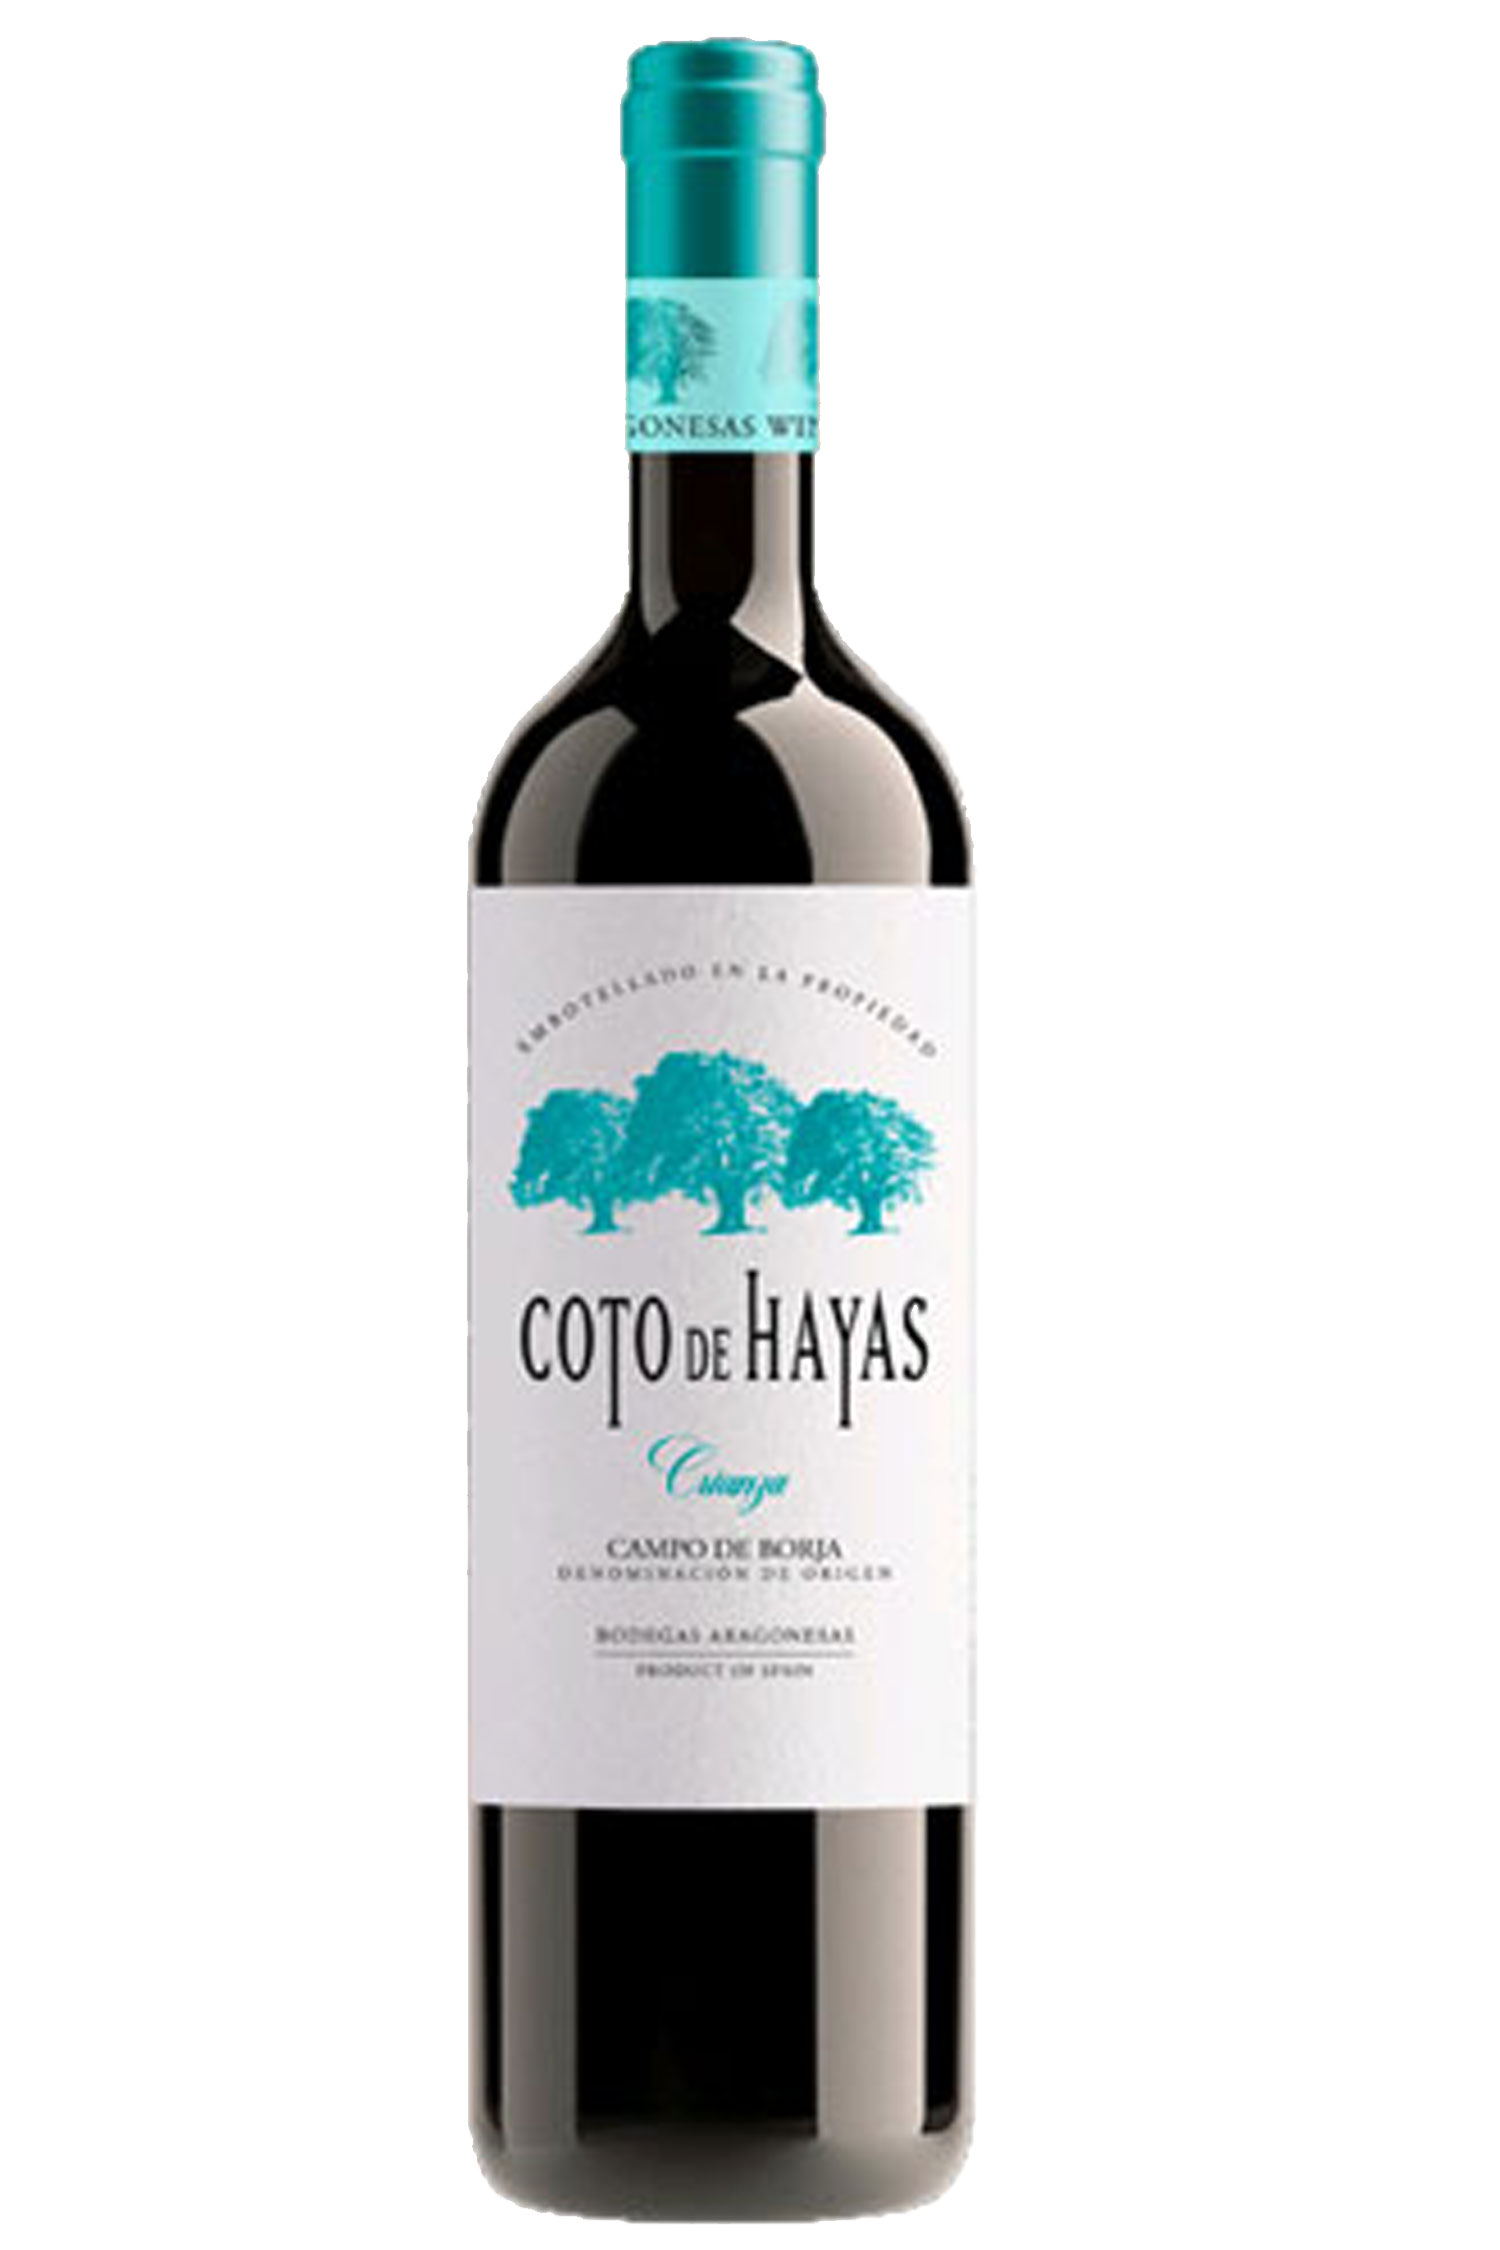 GONESAS WIN
EMBOTELLADO EN LA PROPIEDAD
COTO DE HAYAS
Crianza
CAMPO DE BORJA
DENOMINACIÓN DE ORIGEN
BODEGAS ARAGONESAS
PRODUCT OF SPAIN